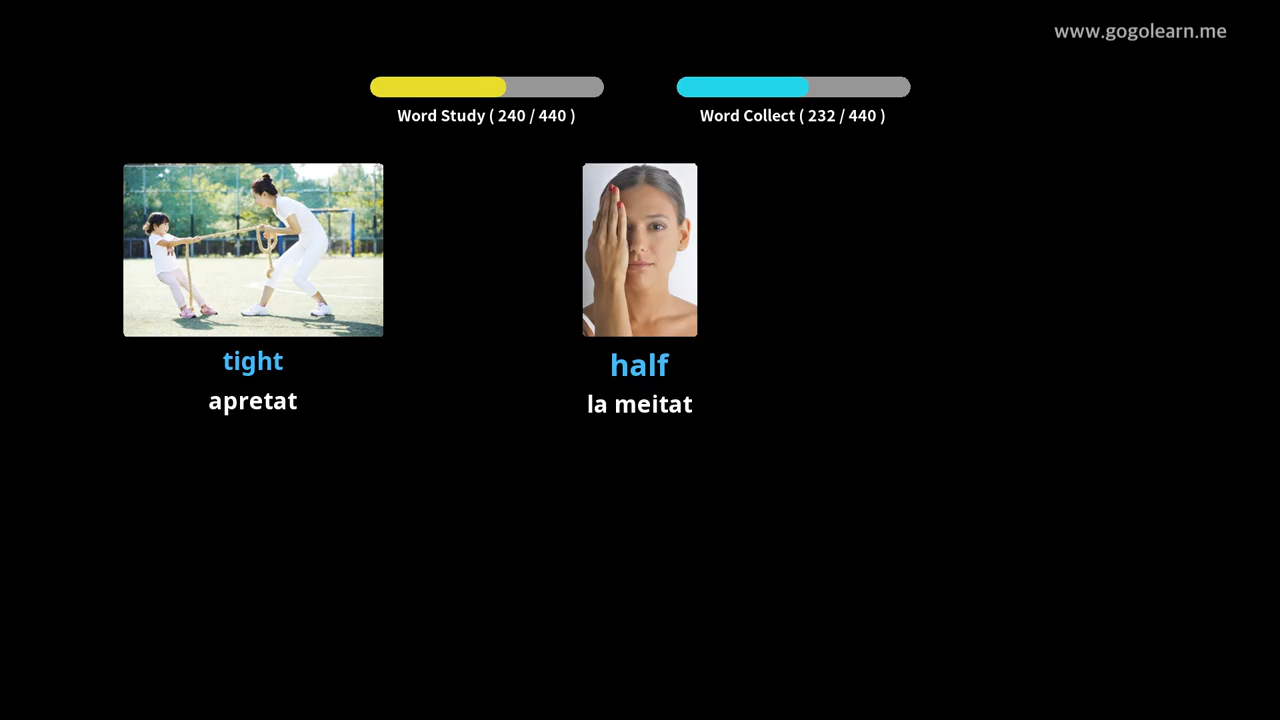 www.gogolearn.me
Word Study ( 240 / 440 )
Word Collect ( 232 / 440 )
tight
apretat
half
la meitat